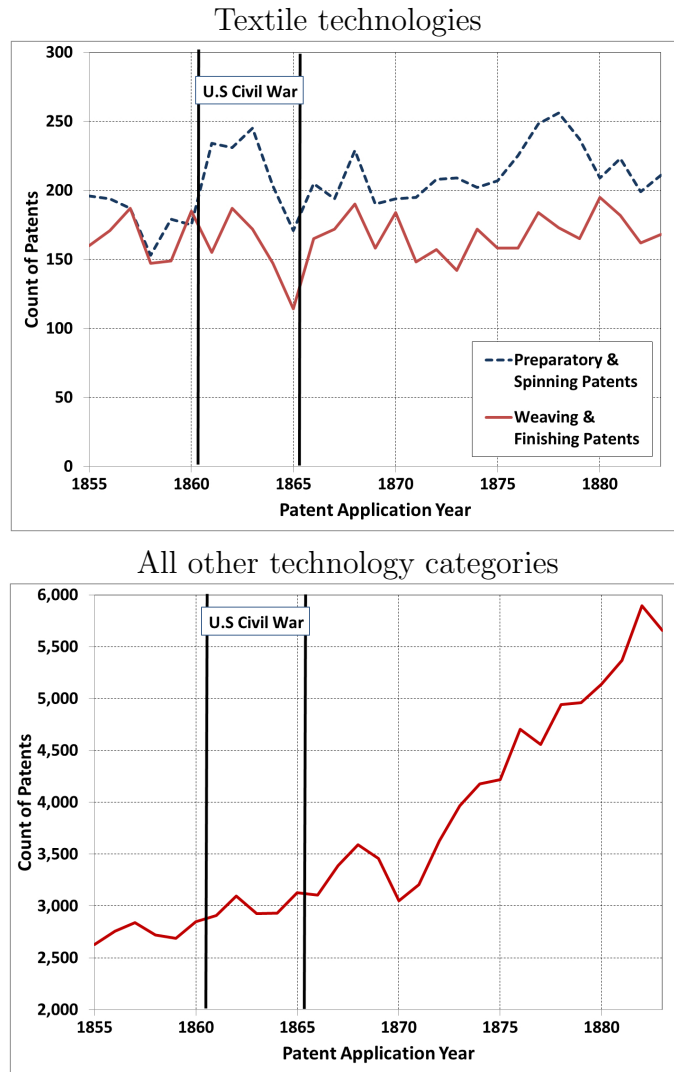 Textile technologies
300
250
200
150
100
50
0
Count of Patents
U.S Civil War
Preparatory &
Spinning Patents
Weaving &
Finishing Patents
1855 1860 1865 1870 1875 1880
Patent Application Year
All other technology categories
6,000
5,500
5,000
4,500
4,000
3,500
3,000
2,500
2,000
Count of Patents
U.S Civil War
1855 1860 1865 1870 1875 1880
Patent Application Year